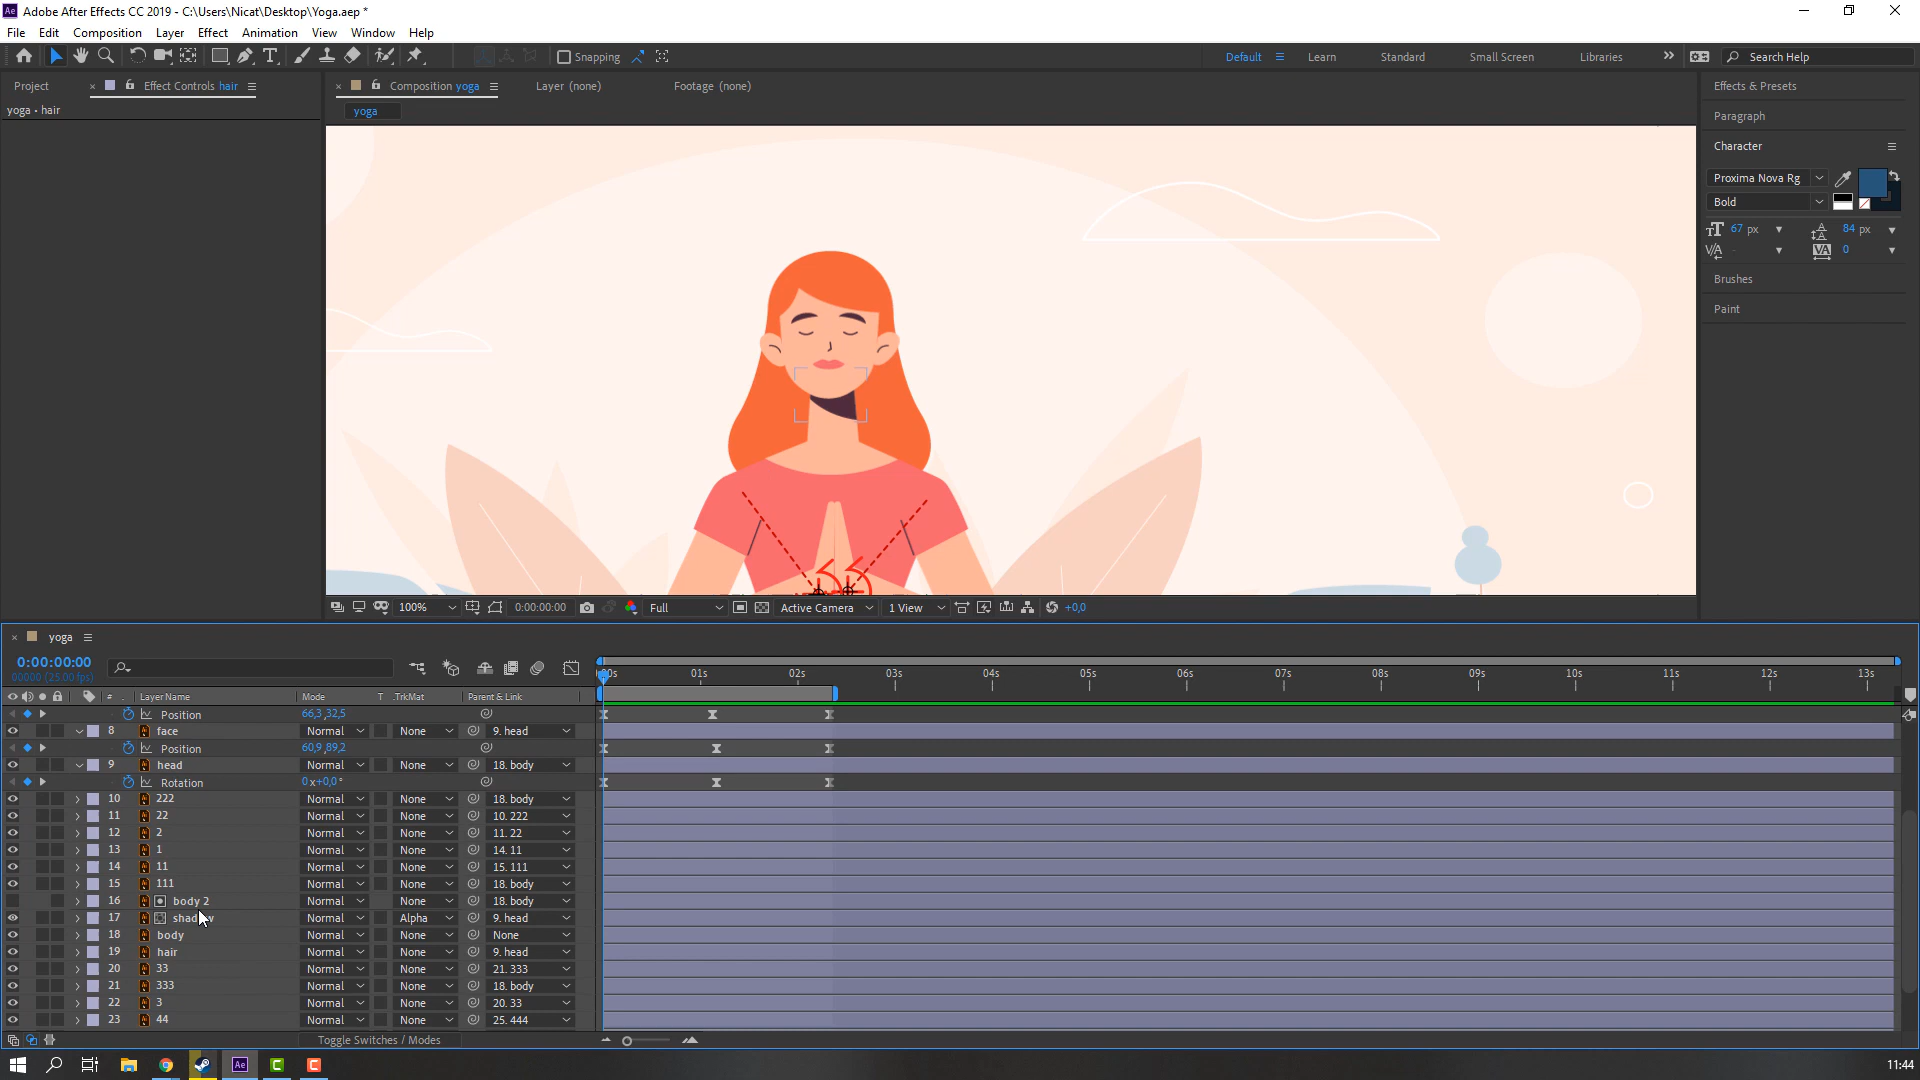 Adobe After Effects CC 2019 - C:\Users\Nicat\Desktop\Yoga.aep *
File Edit Composition Layer Effect Animation View Window Help
Snapping Default Learn Standard Small Screen Libraries Search Help
Project Effect Controls hair Composition yoga Layer (none) Footage (none) Effects & Presets
yoga • hair
yoga
Paragraph
Character
Proxima Nova Rg
Bold
67 px 84 px
0
Brushes
Paint
100% 0:00:00:00 Full Active Camera 1 View +0,0
yoga
0:00:00:00
00000 (25.00 fps)
:00s 01s 02s 03s 04s 05s 06s 07s 08s 09s 10s 11s 12s 13s
# Layer Name Mode T .TrkMat Parent & Link
Position 66,3,32,5
8 face Normal None 9. head
Position 60,9,89,2
9 head Normal None 18. body
Rotation 0x+0,0°
10 222 Normal None 18. body
11 22 Normal None 10. 222
12 2 Normal None 11. 22
13 1 Normal None 14. 11
14 11 Normal None 15. 111
15 111 Normal None 18. body
16 body 2 Normal None 18. body
17 shadow Normal Alpha 9. head
18 body Normal None None
19 hair Normal None 9. head
20 33 Normal None 21. 333
21 333 Normal None 18. body
22 3 Normal None 20. 33
23 44 Normal None 25. 444
Toggle Switches / Modes
11:44